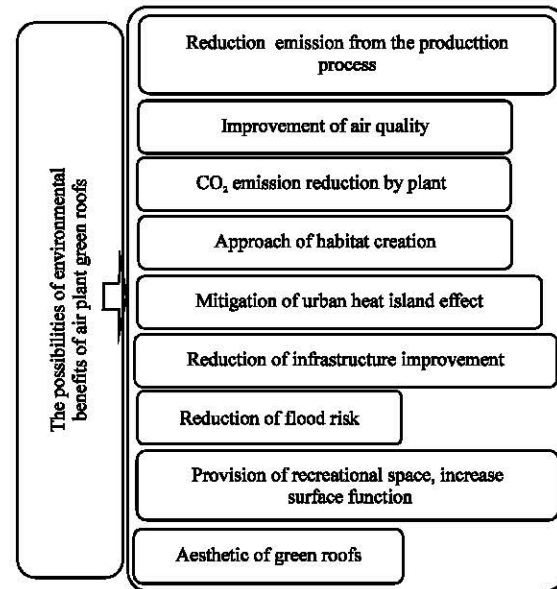 The possibilities of environmental
benefits of air plant green roofs
Reduction emission from the producttion
process
Improvement of air quality
CO₂ emission reduction by plant
Approach of habitat creation
Mitigation of urban heat island effect
Reduction of infrastructure improvement
Reduction of flood risk
Provision of recreational space, increase
surface function
Aesthetic of green roofs